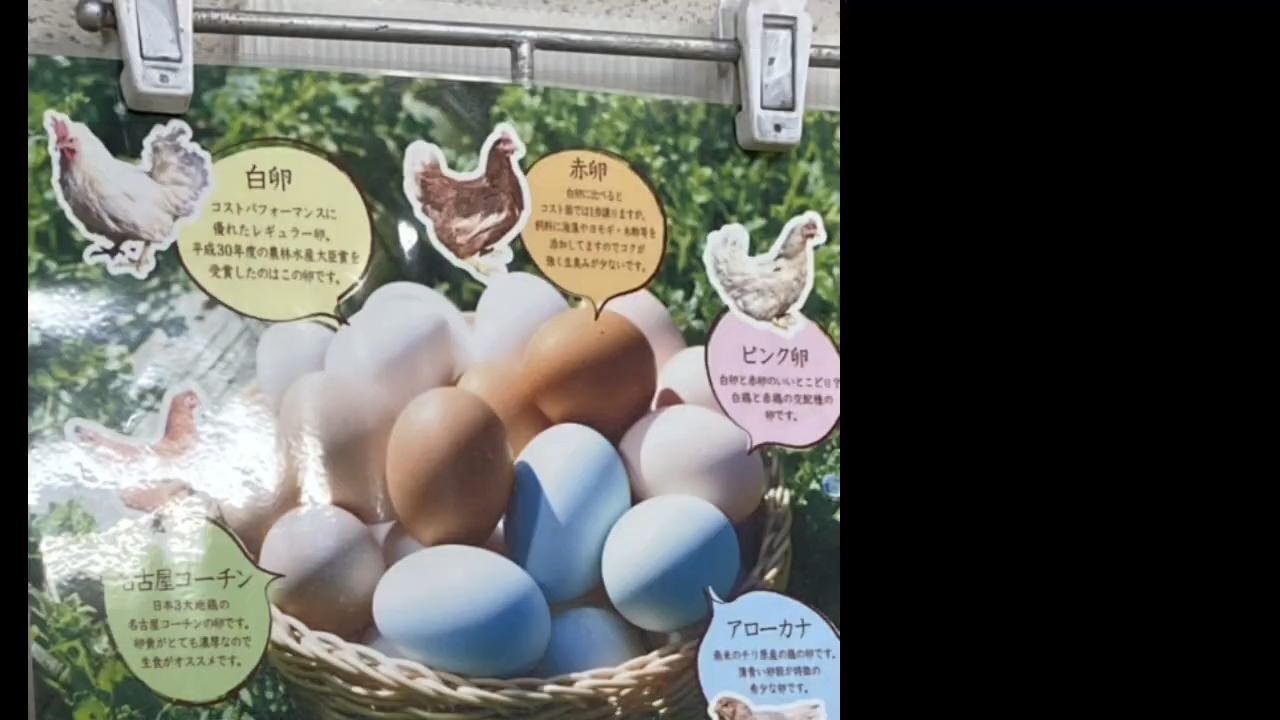 白卵
コストパフォーマンスに
優れたレギュラー卵。
平成30年度の農林水産大臣賞を
受賞したのはこの卵です。
赤卵
白卵に比べると
コスト面では1歩譲りますが、
飼料に海藻やヨモギ・木酢等を
添加してますのでコクが
強く生臭みが少ないです。
ピンク卵
白卵と赤卵のいいとこどり?
白鶏と赤鶏の交配種の
卵です。
名古屋コーチン
日本3大地鶏の
名古屋コーチンの卵です。
卵黄がとても濃厚なので
生食がオススメです。
アローカナ
南米のチリ原産の鶏の卵です。
薄青い卵殻が特徴の
希少な卵です。